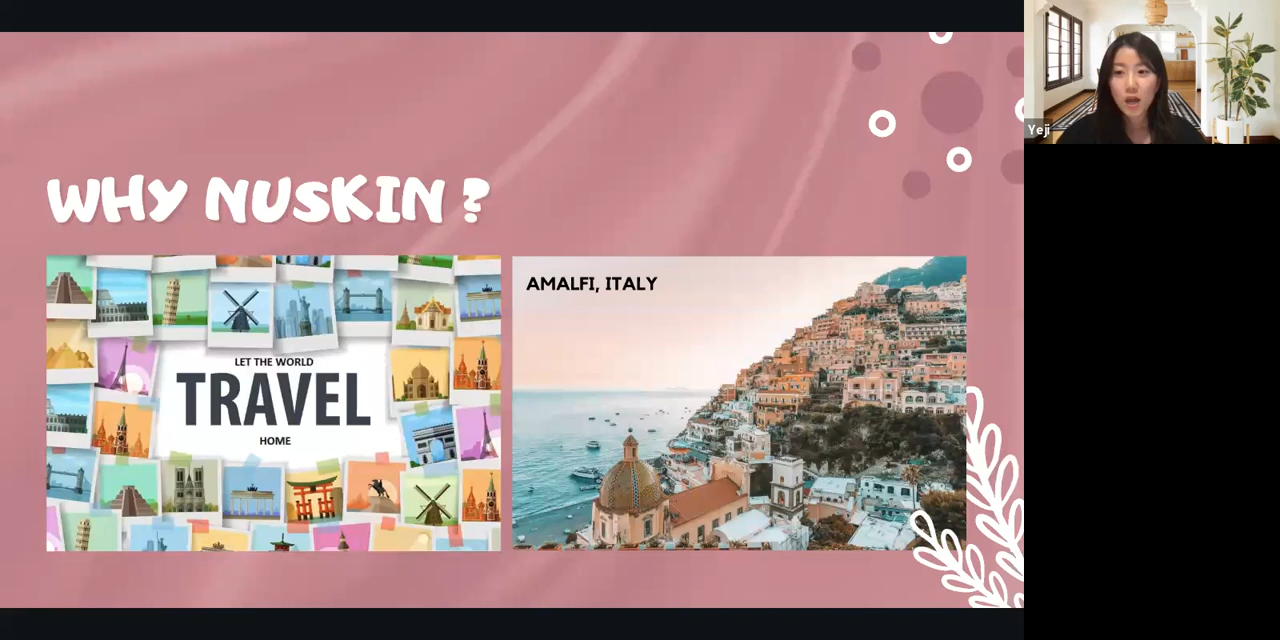 WHY NUSKIN ?
LET THE WORLD
TRAVEL
HOME
AMALFI, ITALY
Yeji